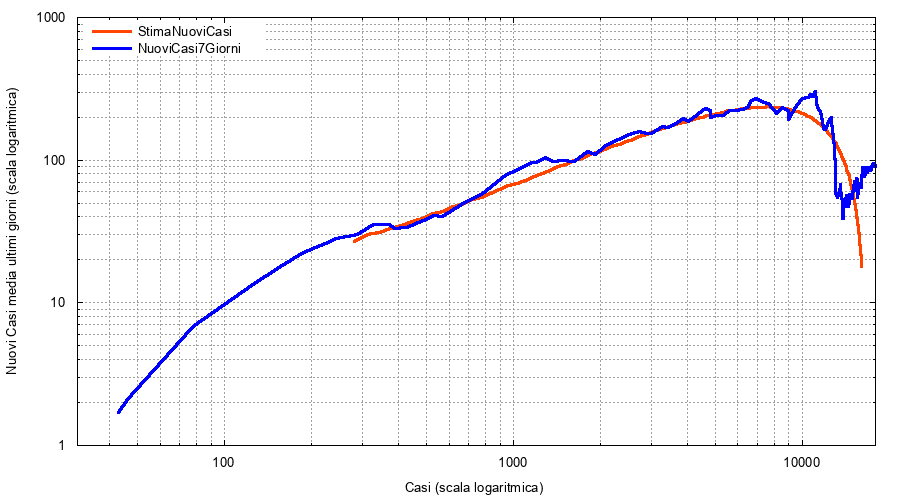 1000
StimaNuoviCasi
NuoviCasi7Giorni
100
10
1
Nuovi Casi media ultimi giorni (scala logaritmica)
100
1000
10000
Casi (scala logaritmica)